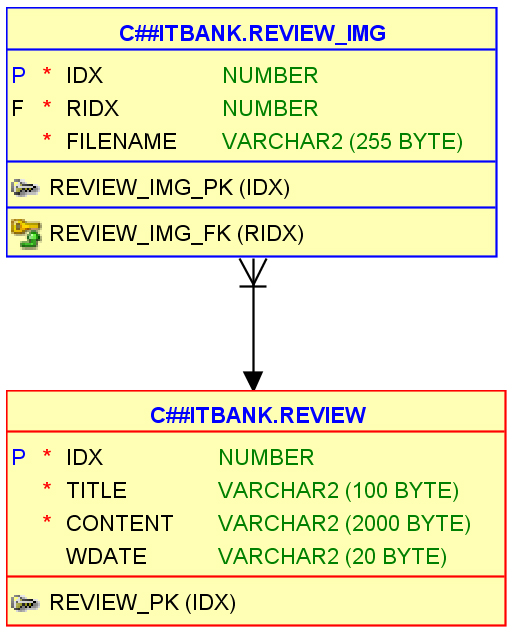 C##ITBANK.REVIEW_IMG
P * IDX NUMBER
F * RIDX NUMBER
* FILENAME VARCHAR2 (255 BYTE)
REVIEW_IMG_PK (IDX)
REVIEW_IMG_FK (RIDX)
C##ITBANK.REVIEW
P * IDX NUMBER
* TITLE VARCHAR2 (100 BYTE)
* CONTENT VARCHAR2 (2000 BYTE)
WDATE VARCHAR2 (20 BYTE)
REVIEW_PK (IDX)